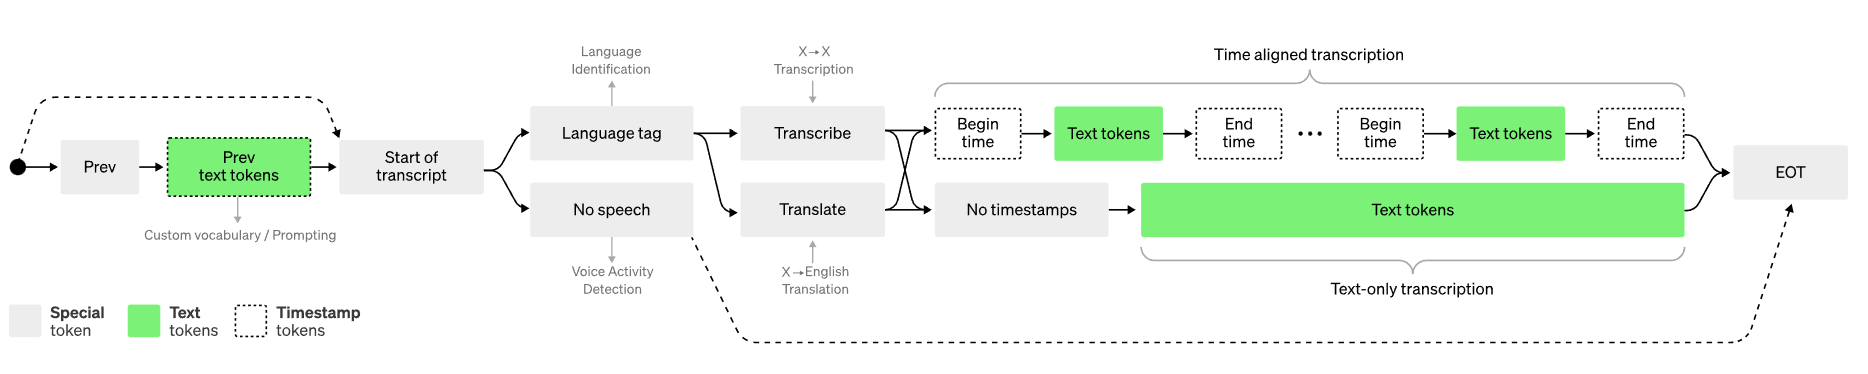 Time aligned transcription
Language
Identification
X→X
Transcription
Prev
Prev
text tokens
Start of
transcript
Language tag
Transcribe
Begin
time
Text tokens
End
time
•••
Begin
time
Text tokens
End
time
EOT
No speech
Translate
No timestamps
Text tokens
Custom vocabulary / Prompting
Voice Activity
Detection
X→English
Translation
Text-only transcription
Special
token
Text
tokens
Timestamp
tokens